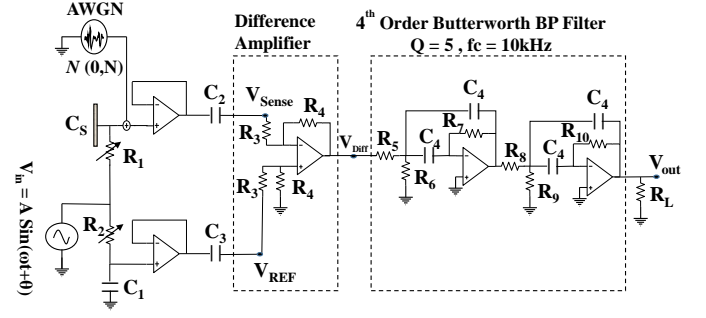 AWGN
N (0,N)
Difference
Amplifier
4th Order Butterworth BP Filter
Q = 5 , fc = 10kHz
CS
R1
R2
C1
Vin = A Sin(ωt+θ)
C2
C3
VSense
VREF
R3
R4
R3
R4
VDiff
R5
R6
C4
C4
R7
R8
R9
C4
C4
R10
Vout
RL